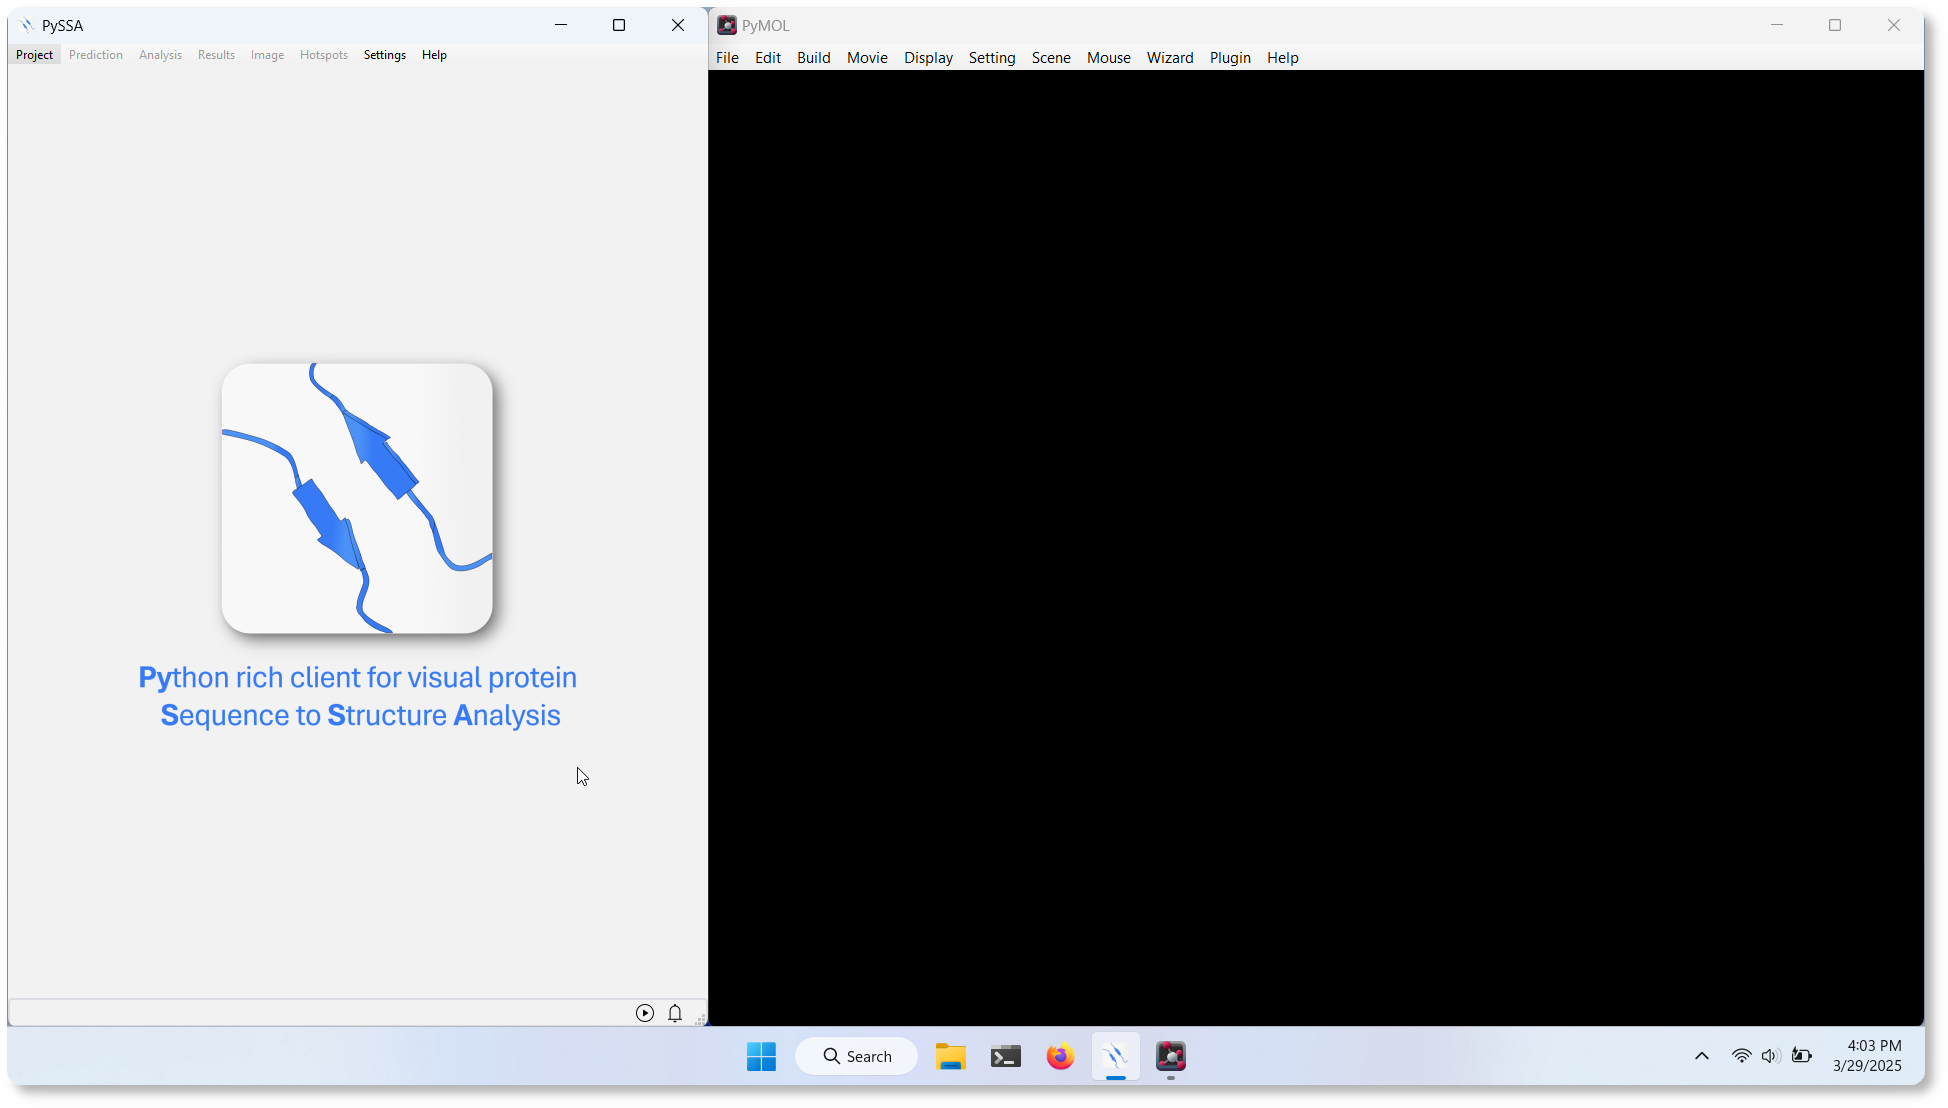 PySSA
Project Prediction Analysis Results Image Hotspots Settings Help
Python rich client for visual protein
Sequence to Structure Analysis
PyMOL
File Edit Build Movie Display Setting Scene Mouse Wizard Plugin Help
Search
4:03 PM
3/29/2025